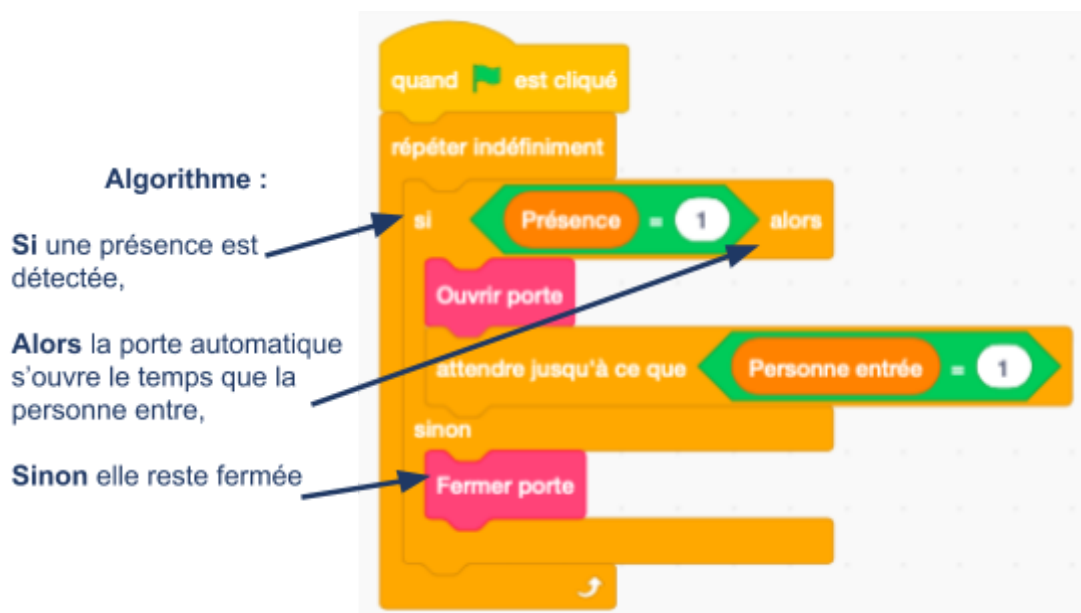 quand est cliqué
répéter indéfiniment
Algorithme :
si Présence = 1 alors
Si une présence est
détectée,
Ouvrir porte
Alors la porte automatique
s'ouvre le temps que la
personne entre,
attendre jusqu'à ce que Personne entrée = 1
sinon
Sinon elle reste fermée
Fermer porte